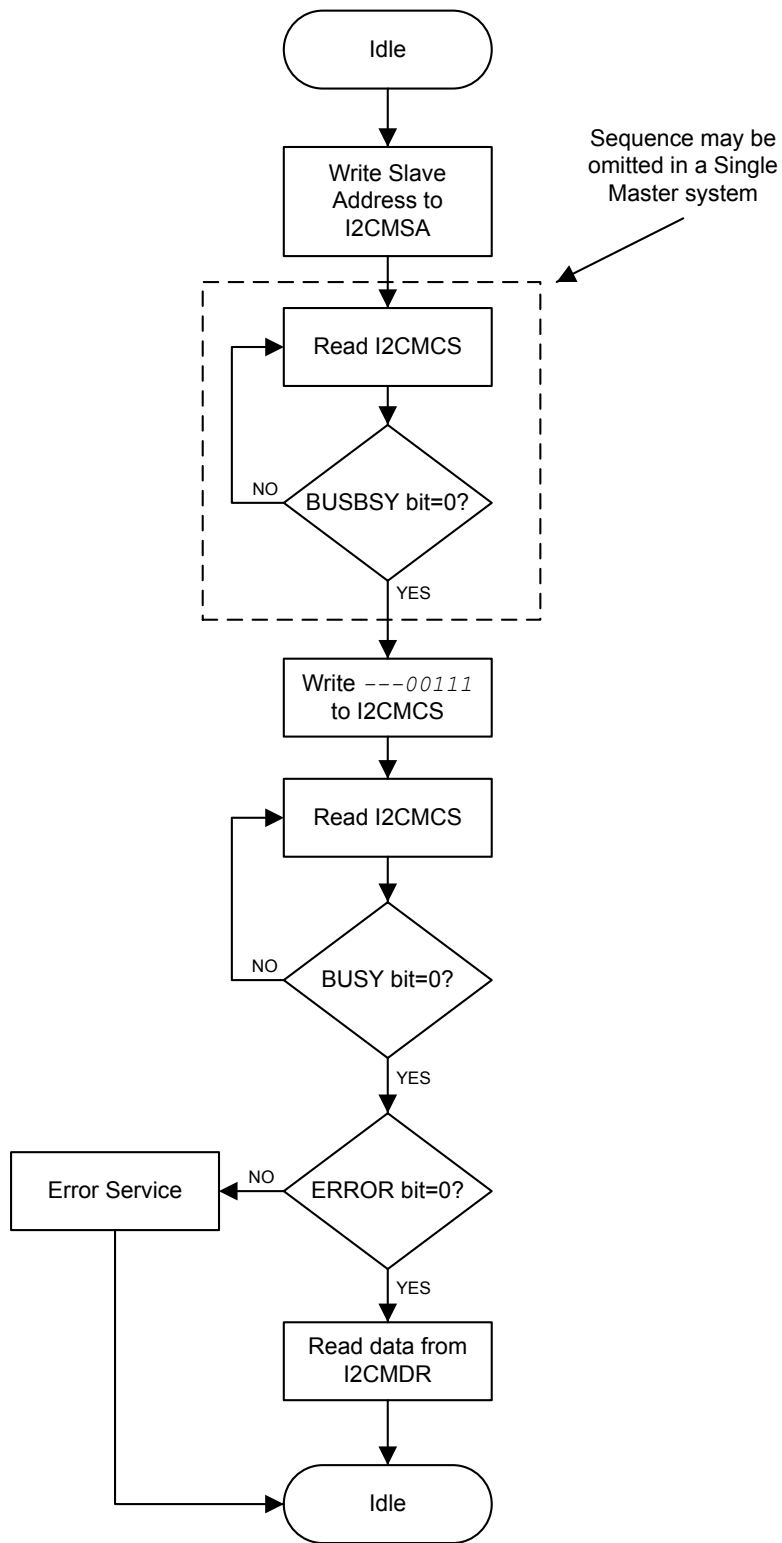 Idle
Sequence may be
omitted in a Single
Master system
Write Slave
Address to
I2CMSA
Read I2CMCS
NO
BUSBSY bit=0?
YES
Write ---00111
to I2CMCS
Read I2CMCS
NO
BUSY bit=0?
YES
Error Service
NO
ERROR bit=0?
YES
Read data from
I2CMDR
Idle